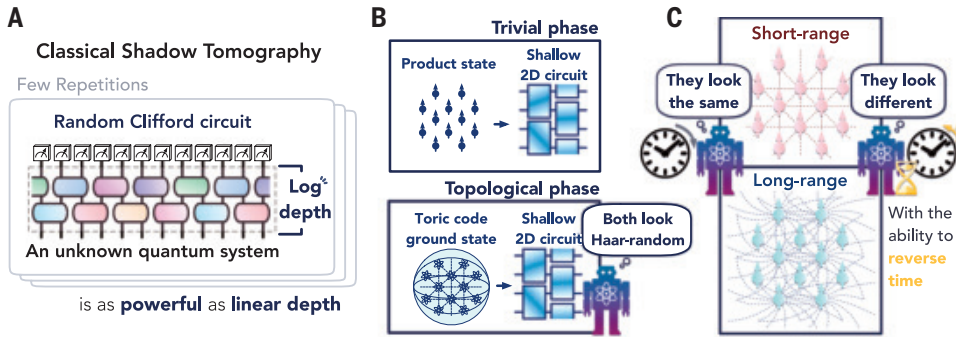 A
Classical Shadow Tomography
Few Repetitions
Random Clifford circuit
Log
depth
An unknown quantum system
is as powerful as linear depth
B
Trivial phase
Product state
Shallow
2D circuit
Topological phase
Toric code
ground state
Shallow
2D circuit
Both look
Haar-random
C
Short-range
They look
the same
They look
different
Long-range
With the
ability to
reverse
time